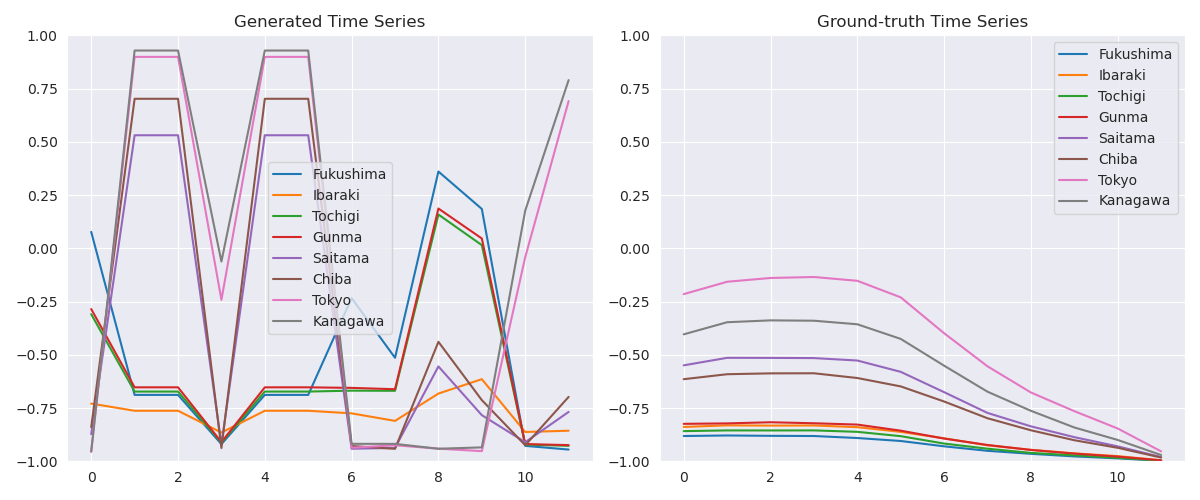 Generated Time Series
1.00
0.75
0.50
0.25
0.00
−0.25
−0.50
−0.75
−1.00
0 2 4 6 8 10
Fukushima
Ibaraki
Tochigi
Gunma
Saitama
Chiba
Tokyo
Kanagawa
Ground-truth Time Series
1.00
0.75
0.50
0.25
0.00
−0.25
−0.50
−0.75
−1.00
0 2 4 6 8 10
Fukushima
Ibaraki
Tochigi
Gunma
Saitama
Chiba
Tokyo
Kanagawa